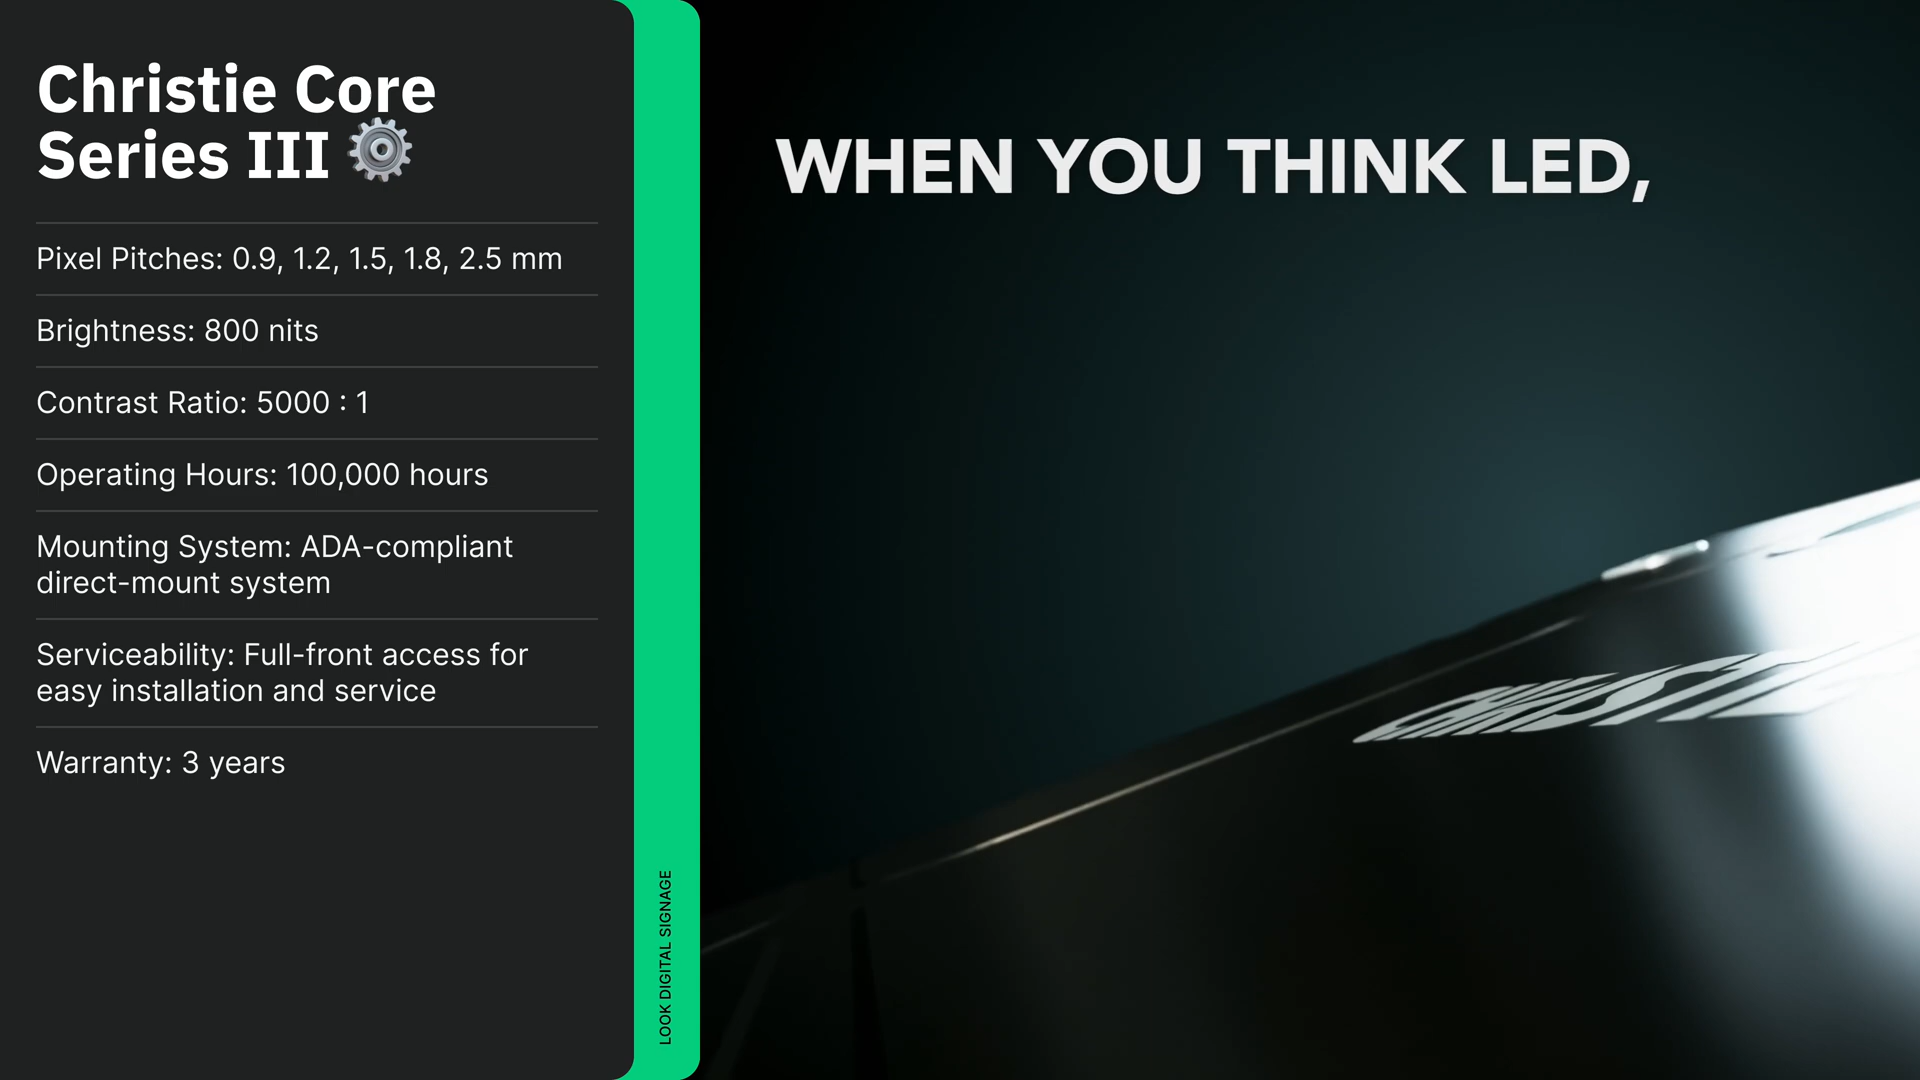 Christie Core
Series III
Pixel Pitches: 0.9, 1.2, 1.5, 1.8, 2.5 mm
Brightness: 800 nits
Contrast Ratio: 5000 : 1
Operating Hours: 100,000 hours
Mounting System: ADA-compliant
direct-mount system
Serviceability: Full-front access for
easy installation and service
Warranty: 3 years
LOOK DIGITAL SIGNAGE
WHEN YOU THINK LED,
CHRISTIE